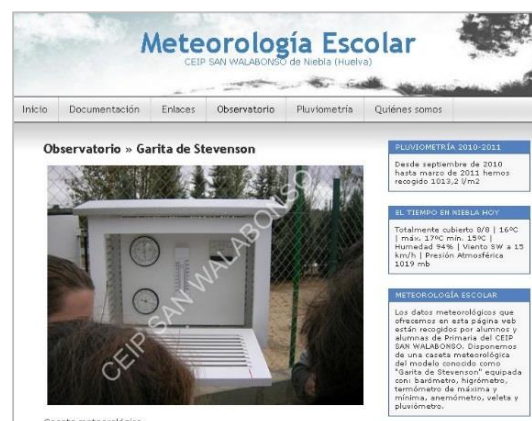 Meteorología Escolar
CEIP SAN WALABONSO de Niebla (Huelva)
Inicio Documentación Enlaces Observatorio Pluviometría Quiénes somos
Observatorio » Garita de Stevenson
CEIP SAN WALABONSO
PLUVIOMETRÍA 2010-2011
Desde septiembre de 2010
hasta marzo de 2011 hemos
recogido 1013,2 l/m2
EL TIEMPO EN NIEBLA HOY
Totalmente cubierto 8/8 | 16ºC
| máx. 17ºC min. 15ºC |
Humedad 94% | Viento SW a 15
km/h | Presión Atmosférica
1019 mb
METEOROLOGÍA ESCOLAR
Los datos meteorológicos que
ofrecemos en esta página web
están recogidos por alumnos y
alumnas de Primaria del CEIP
SAN WALABONSO. Disponemos
de una caseta meteorológica
del modelo conocido como
"Garita de Stevenson" equipada
con: barómetro, higrómetro,
termómetro de máxima y
mínima, anemómetro, veleta y
pluviómetro.